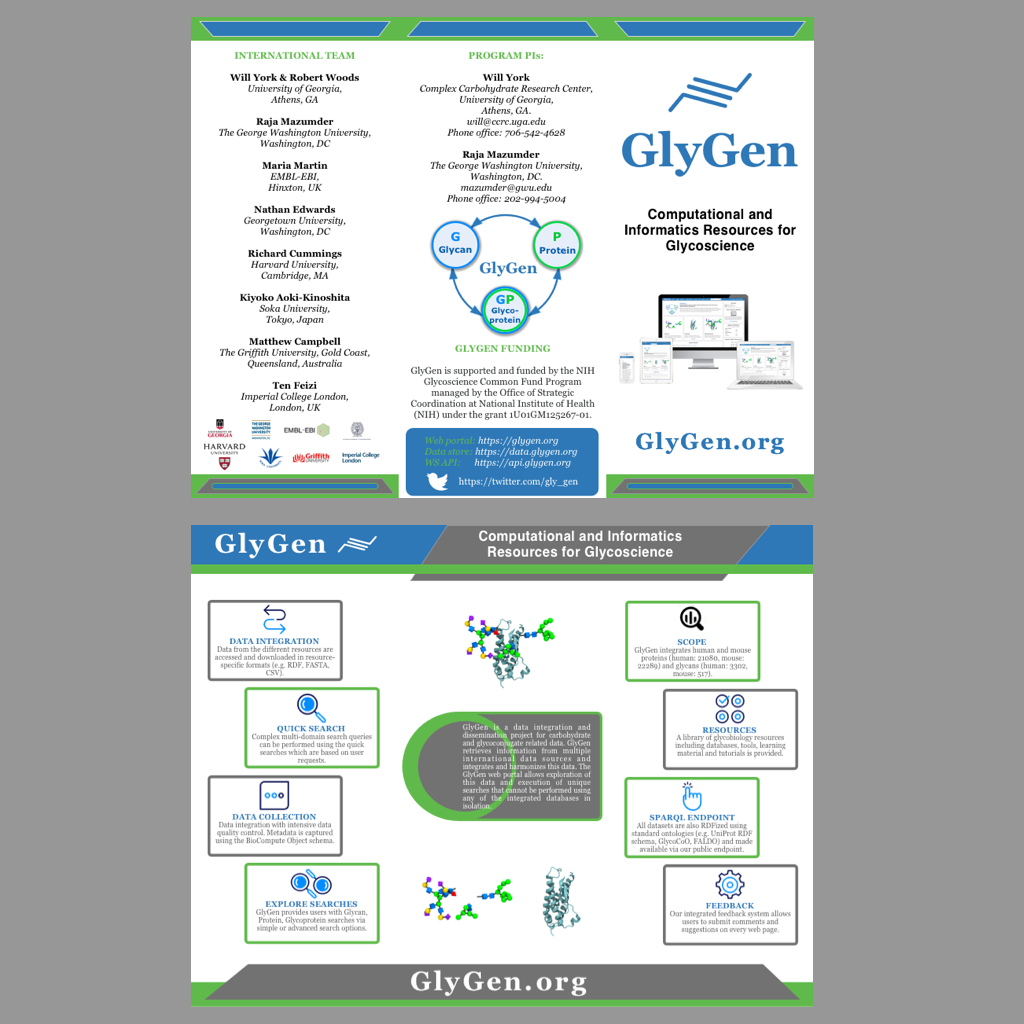 INTERNATIONAL TEAM
Will York & Robert Woods
University of Georgia,
Athens, GA
Raja Mazumder
The George Washington University,
Washington, DC
Maria Martin
EMBL-EBI,
Hinxton, UK
Nathan Edwards
Georgetown University,
Washington, DC
Richard Cummings
Harvard University,
Cambridge, MA
Kiyoko Aoki-Kinoshita
Soka University,
Tokyo, Japan
Matthew Campbell
The Griffith University, Gold Coast,
Queensland, Australia
Ten Feizi
Imperial College London,
London, UK
GEORGIA
EMBL-EBI
HARVARD
UNIVERSITY
Griffith
UNIVERSITY
Imperial College
London
PROGRAM PIs:
Will York
Complex Carbohydrate Research Center,
University of Georgia,
Athens, GA.
will@ccrc.uga.edu
Phone office: 706-542-4628
Raja Mazumder
The George Washington University,
Washington, DC.
mazumder@gwu.edu
Phone office: 202-994-5004
G
Glycan
P
Protein
GlyGen
GP
Glyco-
protein
GLYGEN FUNDING
GlyGen is supported and funded by the NIH
Glycoscience Common Fund Program
managed by the Office of Strategic
Coordination at National Institute of Health
(NIH) under the grant 1U01GM125267-01.
Web portal: https://glygen.org
Data store: https://data.glygen.org
WS API: https://api.glygen.org
https://twitter.com/gly_gen
GlyGen
Computational and
Informatics Resources for
Glycoscience
GlyGen.org
GlyGen
Computational and Informatics
Resources for Glycoscience
DATA INTEGRATION
Data from the different resources are
accessed and downloaded in resource-
specific formats (e.g. RDF, FASTA,
CSV).
QUICK SEARCH
Complex multi-domain search queries
can be performed using the quick
searches which are based on user
requests.
DATA COLLECTION
Data integration with intensive data
quality control. Metadata is captured
using the BioCompute Object schema.
EXPLORE SEARCHES
GlyGen provides users with Glycan,
Protein, Glycoprotein searches via
simple or advanced search options.
GlyGen is a data integration and
dissemination project for carbohydrate
and glycoconjugate related data. GlyGen
retrieves information from multiple
international data sources and
integrates and harmonizes this data. The
GlyGen web portal allows exploration of
this data and execution of unique
searches that cannot be performed using
any of the integrated databases in
isolation.
SCOPE
GlyGen integrates human and mouse
proteins (human: 21080, mouse:
22289) and glycans (human: 3302,
mouse: 517).
RESOURCES
A library of glycobiology resources
including databases, tools, learning
material and tutorials is provided.
SPARQL ENDPOINT
All datasets are also RDFized using
standard ontologies (e.g. UniProt RDF
schema, GlycoCoO, FALDO) and made
available via our public endpoint.
FEEDBACK
Our integrated feedback system allows
users to submit comments and
suggestions on every web page.
GlyGen.org